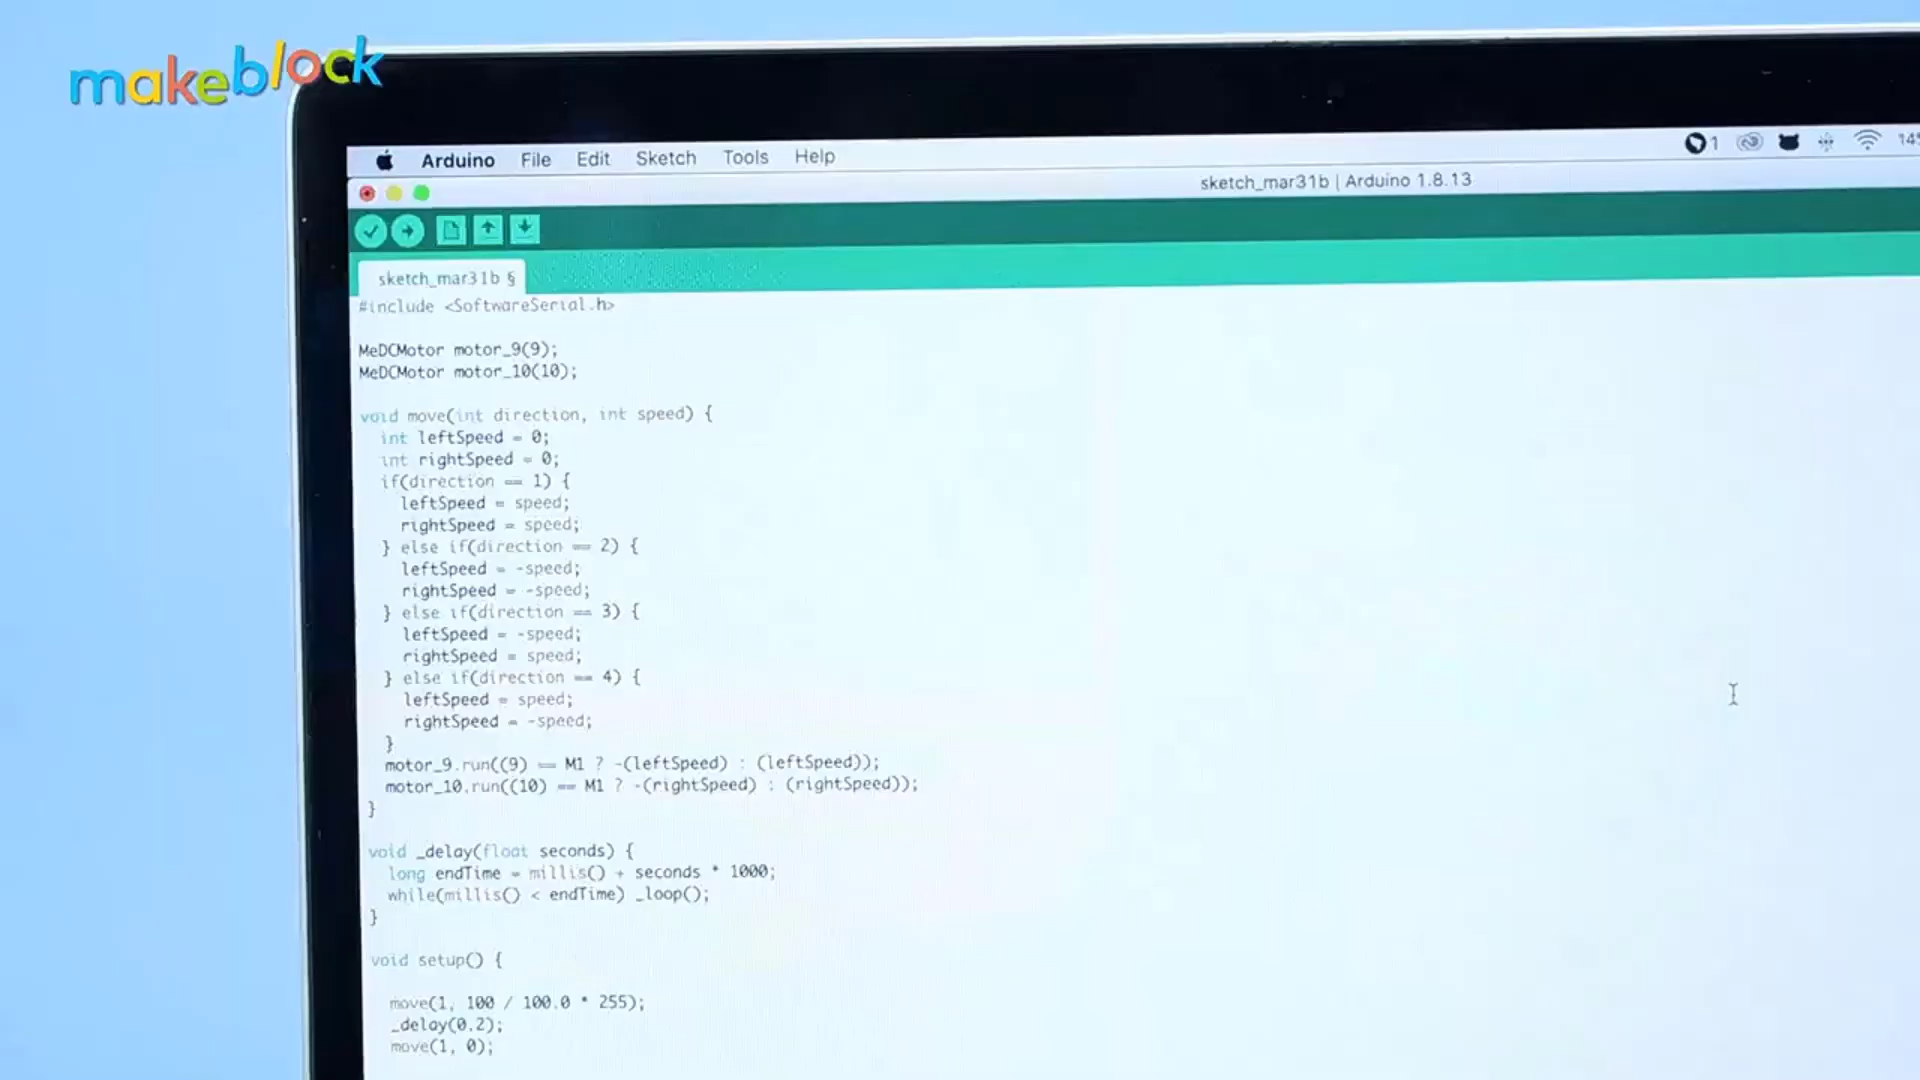 makeblock
Arduino File Edit Sketch Tools Help 1
sketch_mar31b | Arduino 1.8.13
sketch_mar31b §
#include <SoftwareSerial.h>
MeDCMotor motor_9(9);
MeDCMotor motor_10(10);
void move(int direction, int speed) {
int leftSpeed = 0;
int rightSpeed = 0;
if(direction == 1) {
leftSpeed = speed;
rightSpeed = speed;
} else if(direction == 2) {
leftSpeed = -speed;
rightSpeed = -speed;
} else if(direction == 3) {
leftSpeed = -speed;
rightSpeed = speed;
} else if(direction == 4) {
leftSpeed = speed;
rightSpeed = -speed;
}
motor_9.run((9) == M1 ? -(leftSpeed) : (leftSpeed));
motor_10.run((10) == M1 ? -(rightSpeed) : (rightSpeed));
}
void _delay(float seconds) {
long endTime = millis() + seconds * 1000;
while(millis() < endTime) _loop();
}
void setup() {
move(1, 100 / 100.0 * 255);
_delay(0.2);
move(1, 0);